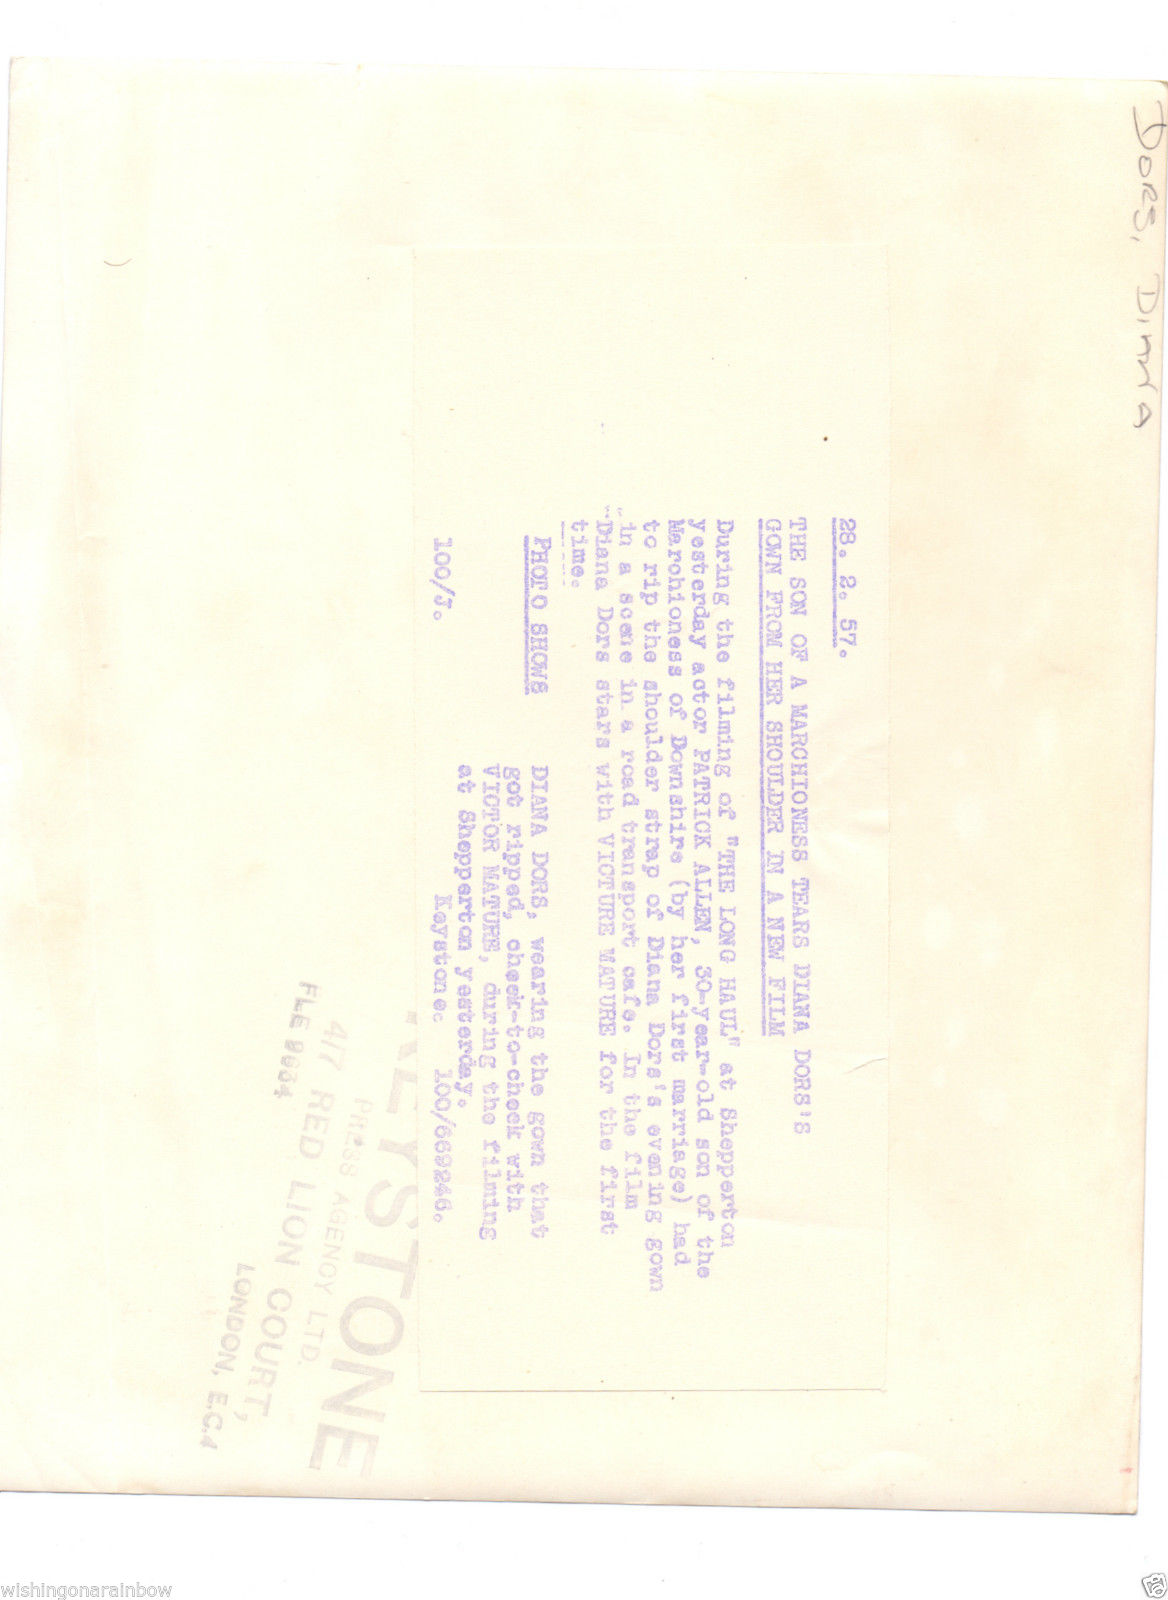 DORS, DIANA
28. 2. 57.
THE SON OF A MARCHIONESS TEARS DIANA DORS'S
GOWN FROM HER SHOULDER IN A NEW FILM
During the filming of "THE LONG HAUL" at Shepperton
yesterday actor PATRICK ALLEN, 30-year-old son of the
Marchioness of Downshire (by her first marriage) had
to rip the shoulder strap of Diana Dors's evening gown
in a scene in a road transport cafe. In the film
Diana Dors stars with VICTURE MATURE for the first
time.
PHOTO SHOWS DIANA DORS, wearing the gown that
got ripped, cheek-to-cheek with
VICTOR MATURE, during the filming
at Shepperton yesterday.
100/J. Keystone. 100/669246.
KEYSTONE
PRESS AGENCY LTD.
4/7 RED LION COURT,
FLE LONDON, E.C.4
wishingonarainbow